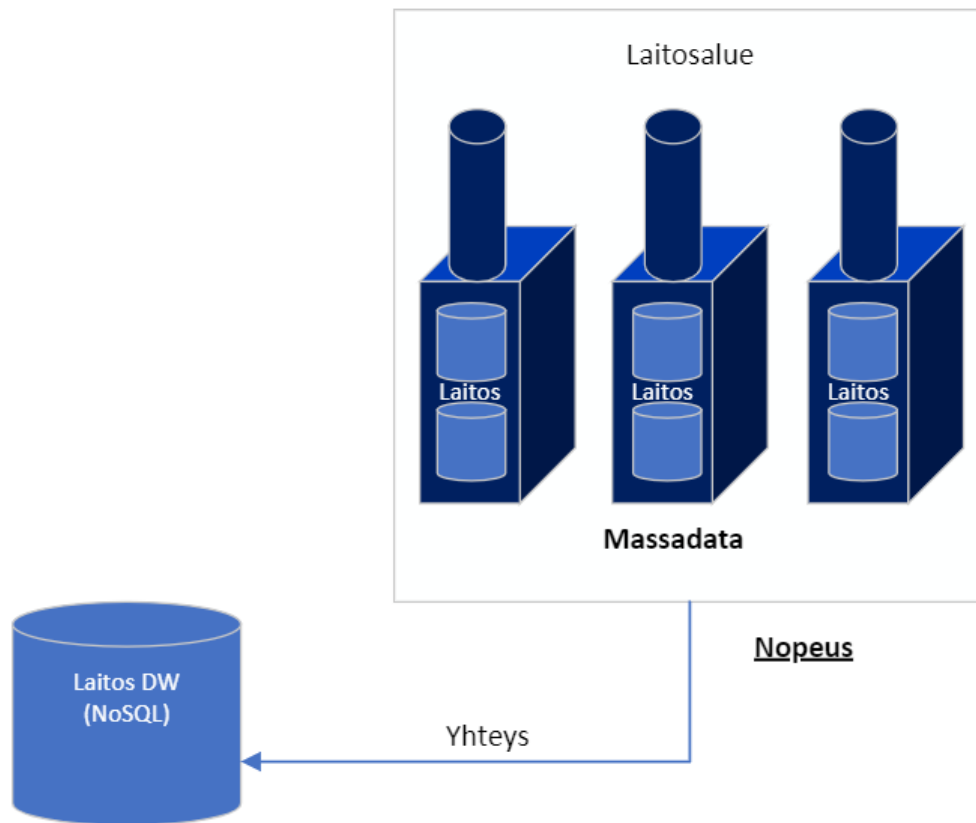 Laitosalue
Laitos
Laitos
Laitos
Massadata
Nopeus
Laitos DW
(NoSQL)
Yhteys